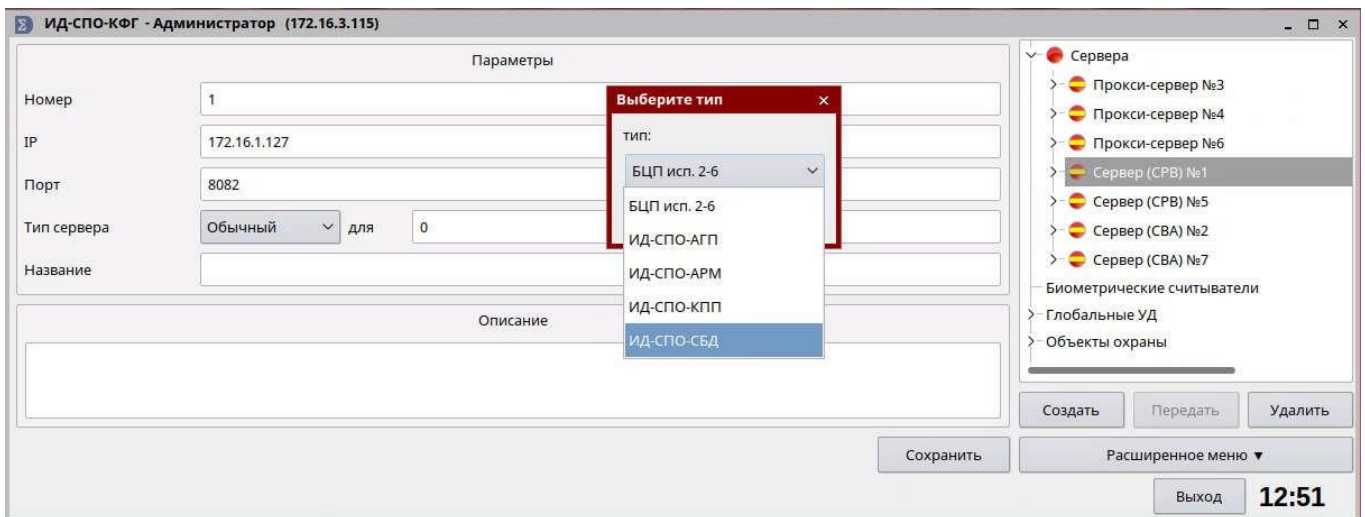 ИД-СПО-КФГ - Администратор (172.16.3.115)
Параметры
Номер
1
IP
172.16.1.127
Порт
8082
Тип сервера
Обычный
для
0
Название
Описание
Сохранить
Выберите тип
тип:
БЦП исп. 2-6
БЦП исп. 2-6
ИД-СПО-АГП
ИД-СПО-АРМ
ИД-СПО-КПП
ИД-СПО-СБД
Сервера
Прокси-сервер №3
Прокси-сервер №4
Прокси-сервер №6
Сервер (СРВ) №1
Сервер (СРВ) №5
Сервер (СВА) №2
Сервер (СВА) №7
Биометрические считыватели
Глобальные УД
Объекты охраны
Создать
Передать
Удалить
Расширенное меню ▼
Выход
12:51